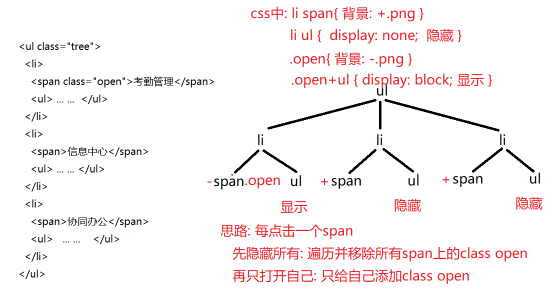 css中: li span{ 背景: +.png }
li ul {  display: none;  隐藏 }
.open{ 背景: -.png }
.open+ul { display: block; 显示 }
<ul class="tree">
<li>
<span class="open">考勤管理</span>
<ul> ... ...  </ul>
</li>
<li>
<span>信息中心</span>
<ul> ... ... </ul>
</li>
<li>
<span>协同办公</span>
<ul>   ... ...    </ul>
</li>
</ul>
ul
li li li
-span.open ul +span ul +span ul
显示 隐藏 隐藏
思路: 每点击一个span
先隐藏所有: 遍历并移除所有span上的class open
再只打开自己: 只给自己添加class open